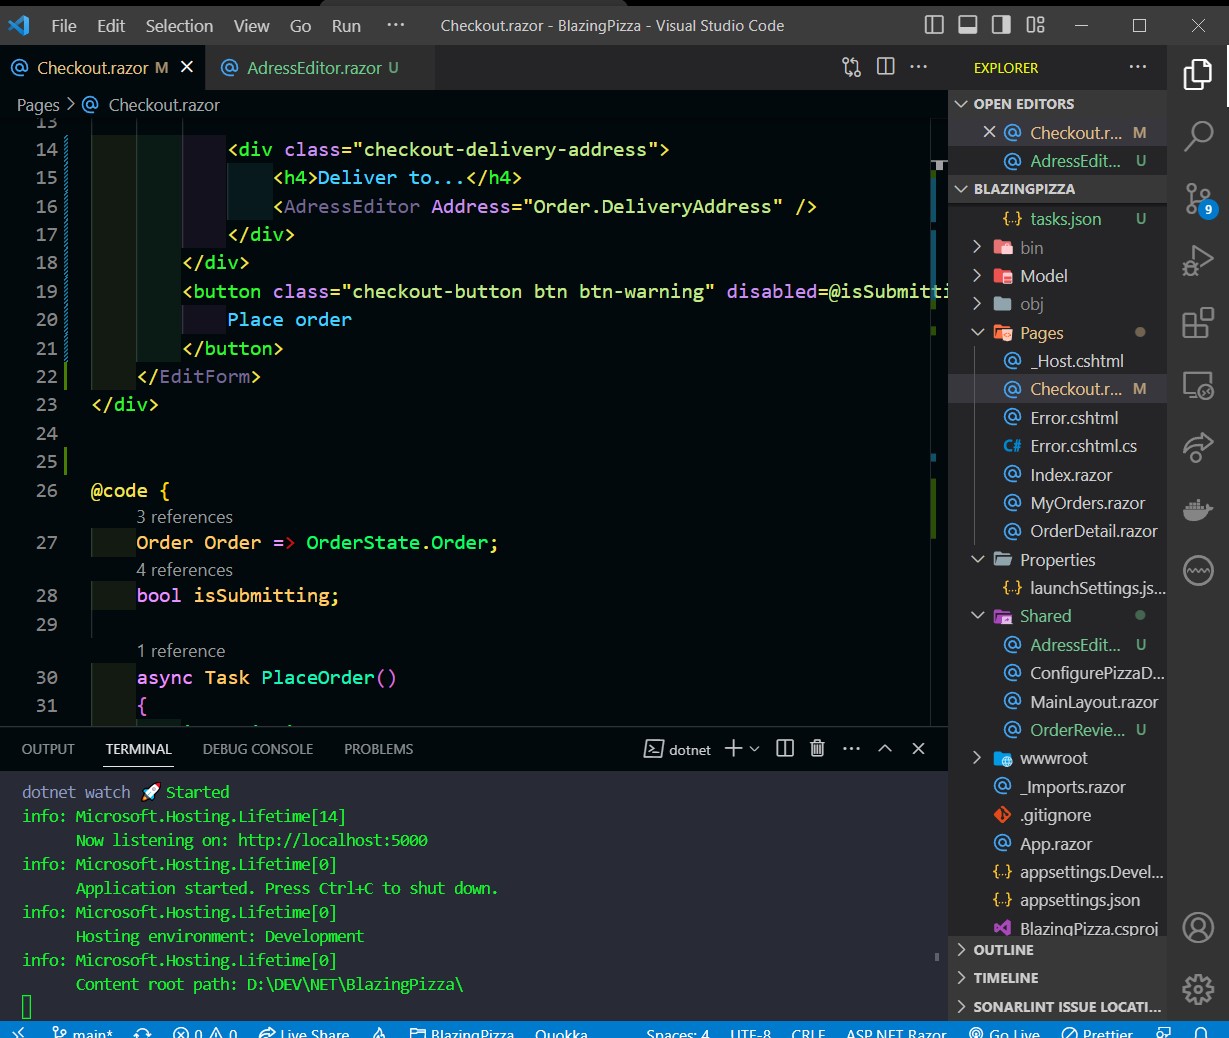 File Edit Selection View Go Run ··· Checkout.razor - BlazingPizza - Visual Studio Code
Checkout.razor M AdressEditor.razor U
Pages > Checkout.razor
13
14 <div class="checkout-delivery-address">
15 <h4>Deliver to...</h4>
16 <AdressEditor Address="Order.DeliveryAddress" />
17 </div>
18 </div>
19 <button class="checkout-button btn btn-warning" disabled=@isSubmitti
20 Place order
21 </button>
22 </EditForm>
23 </div>
24
25
26 @code {
3 references
27 Order Order => OrderState.Order;
4 references
28 bool isSubmitting;
29
1 reference
30 async Task PlaceOrder()
31 {
OUTPUT TERMINAL DEBUG CONSOLE PROBLEMS dotnet
dotnet watch 🚀 Started
info: Microsoft.Hosting.Lifetime[14]
Now listening on: http://localhost:5000
info: Microsoft.Hosting.Lifetime[0]
Application started. Press Ctrl+C to shut down.
info: Microsoft.Hosting.Lifetime[0]
Hosting environment: Development
info: Microsoft.Hosting.Lifetime[0]
Content root path: D:\DEV\NET\BlazingPizza\
EXPLORER
OPEN EDITORS
Checkout.r... M
AdressEdit... U
BLAZINGPIZZA
tasks.json U
bin
Model
obj
Pages
_Host.cshtml
Checkout.r... M
Error.cshtml
C# Error.cshtml.cs
Index.razor
MyOrders.razor
OrderDetail.razor
Properties
{..} launchSettings.js...
Shared
AdressEdit... U
ConfigurePizzaD...
MainLayout.razor
OrderRevie... U
wwwroot
_Imports.razor
.gitignore
App.razor
{..} appsettings.Devel...
{..} appsettings.json
BlazingPizza.csproj
OUTLINE
TIMELINE
SONARLINT ISSUE LOCATI...
9
main* 0 0 Live Share BlazingPizza Quokka Spaces: 4 UTF-8 CRLF ASP.NET Razor Go Live Prettier